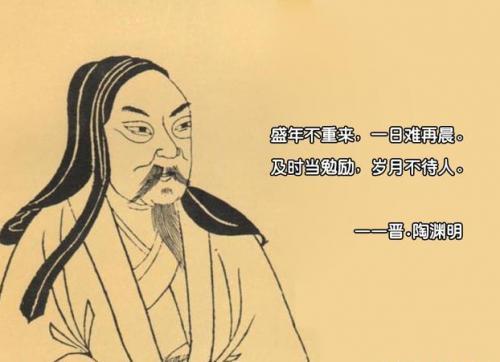 盛年不重来，一日难再晨。
及时当勉励，岁月不待人。
——晋.陶渊明